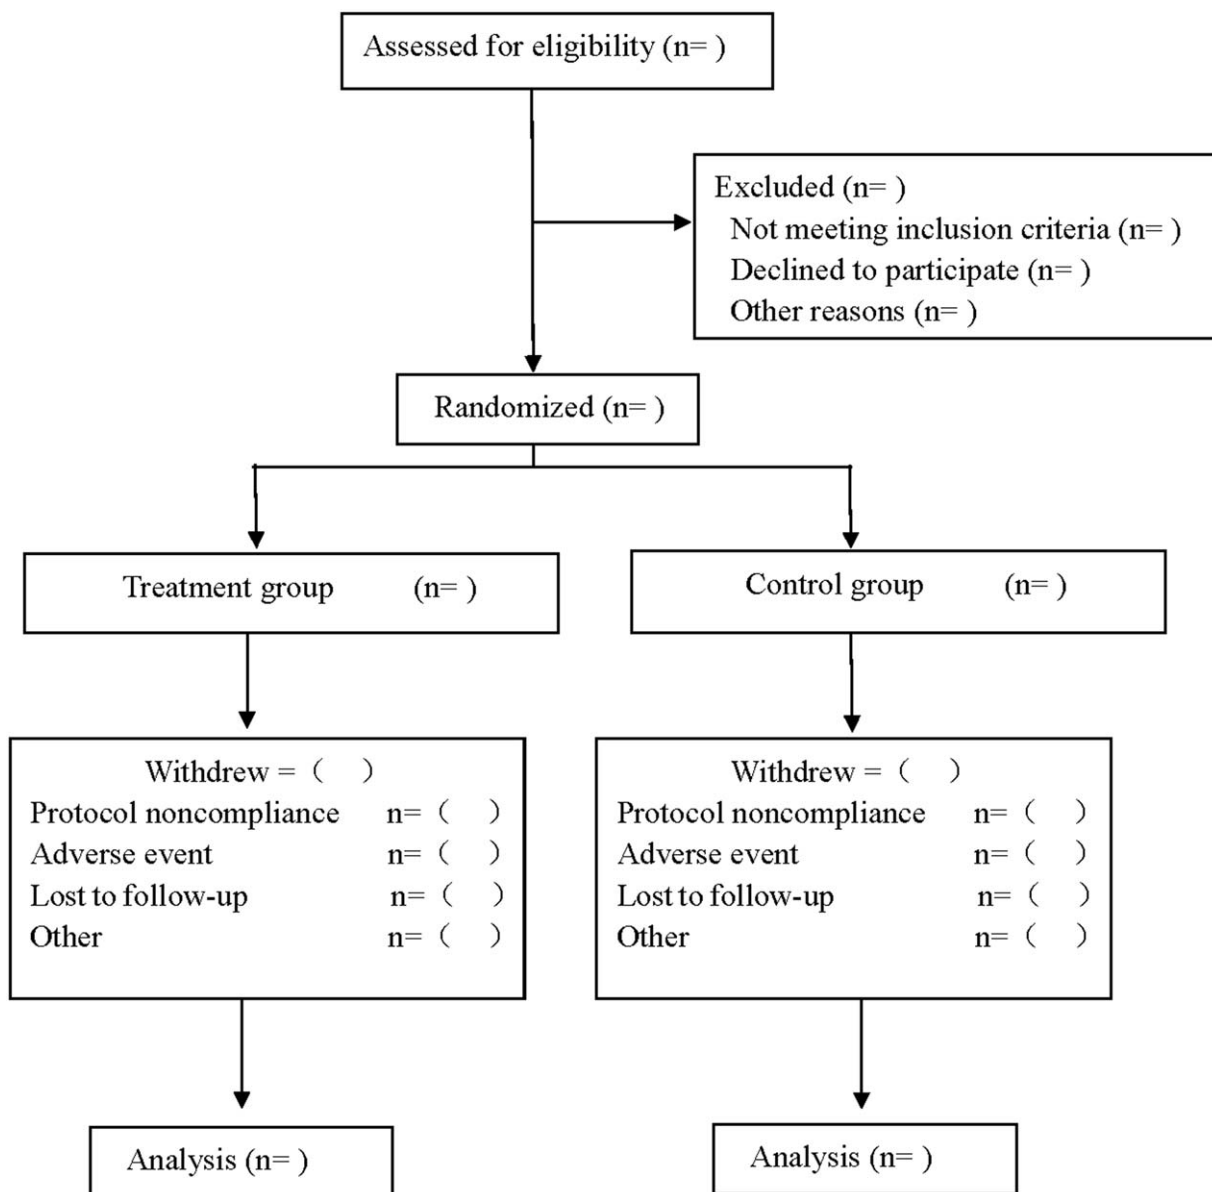 Assessed for eligibility (n= )
Excluded (n= )
Not meeting inclusion criteria (n= )
Declined to participate (n= )
Other reasons (n= )
Randomized (n= )
Treatment group (n= )
Control group (n= )
Withdrew = （ ）
Protocol noncompliance n= （ ）
Adverse event n= （ ）
Lost to follow-up n= （ ）
Other n= （ ）
Withdrew = （ ）
Protocol noncompliance n= （ ）
Adverse event n= （ ）
Lost to follow-up n= （ ）
Other n= （ ）
Analysis (n= )
Analysis (n= )